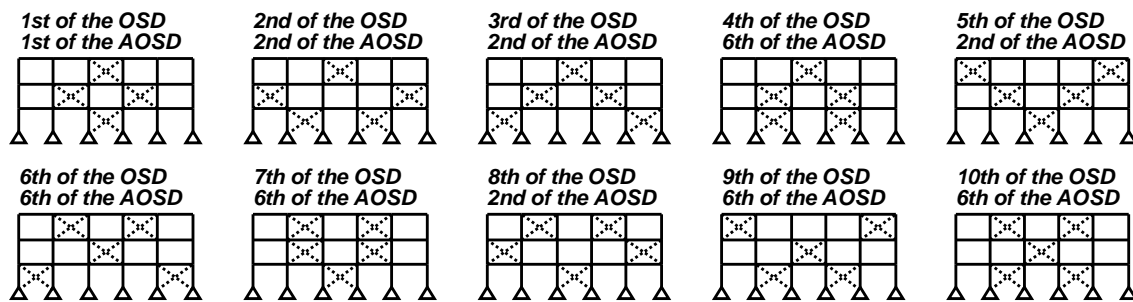 1st of the OSD
1st of the AOSD
2nd of the OSD
2nd of the AOSD
3rd of the OSD
2nd of the AOSD
4th of the OSD
6th of the AOSD
5th of the OSD
2nd of the AOSD
6th of the OSD
6th of the AOSD
7th of the OSD
6th of the AOSD
8th of the OSD
2nd of the AOSD
9th of the OSD
6th of the AOSD
10th of the OSD
6th of the AOSD